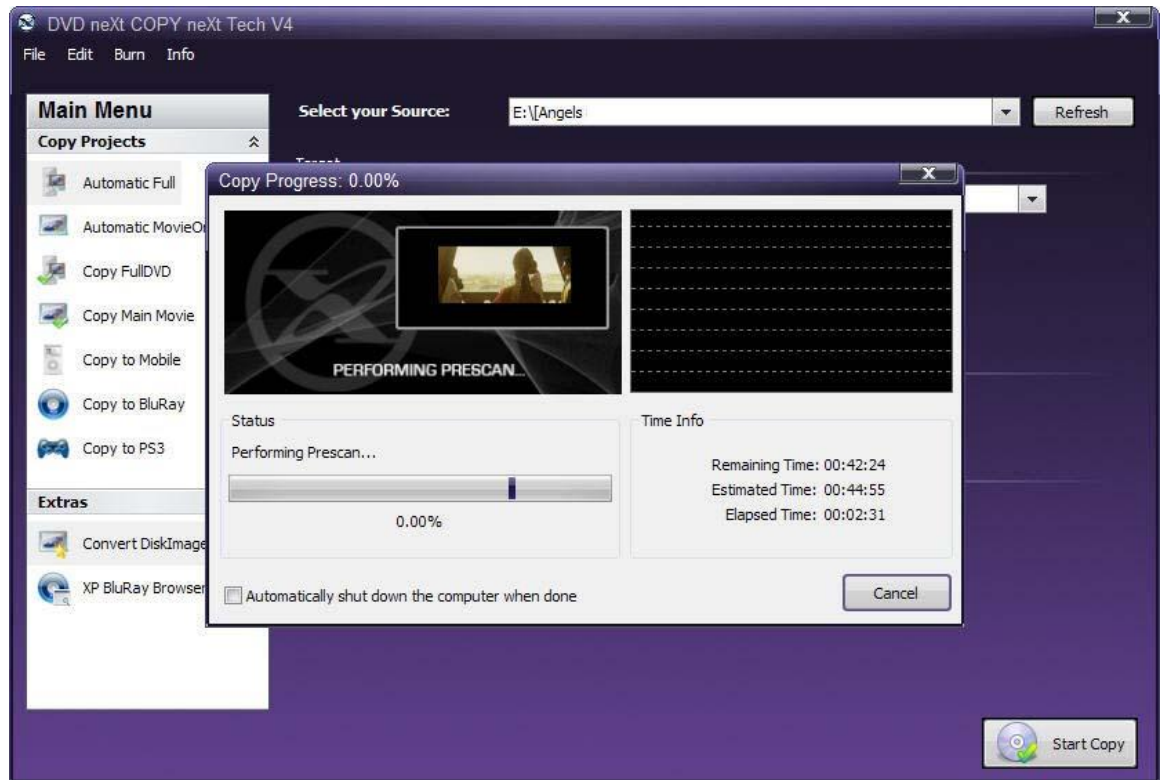 DVD neXt COPY neXt Tech V4
File Edit Burn Info
Main Menu
Copy Projects
Automatic Full
Automatic MovieO
Copy FullDVD
Copy Main Movie
Copy to Mobile
Copy to BluRay
Copy to PS3
Extras
Convert DiskImage
XP BluRay Browser
Select your Source:
E:\[Angels
Refresh
Target
Copy Progress: 0.00%
PERFORMING PRESCAN...
Status
Performing Prescan...
0.00%
Time Info
Remaining Time: 00:42:24
Estimated Time: 00:44:55
Elapsed Time: 00:02:31
Automatically shut down the computer when done
Cancel
Start Copy